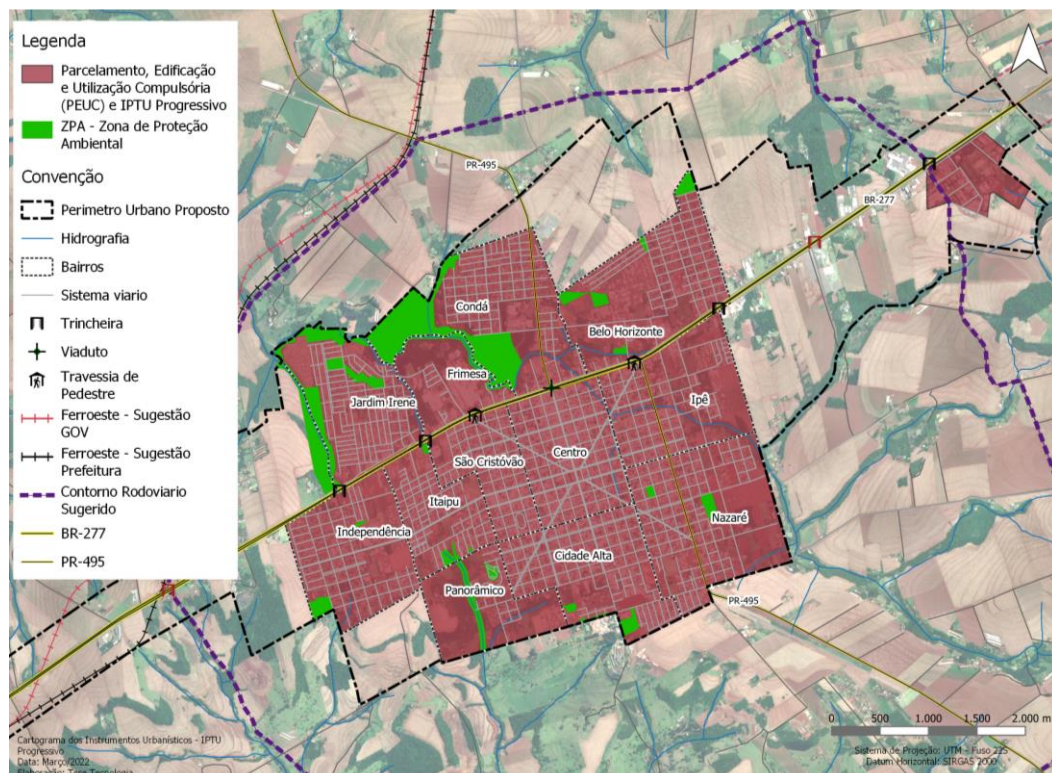 Legenda
Parcelamento, Edificação
e Utilização Compulsória
(PEUC) e IPTU Progressivo
ZPA - Zona de Proteção
Ambiental
Convenção
Perimetro Urbano Proposto
Hidrografia
Bairros
Sistema viario
Trincheira
Viaduto
Travessia de
Pedestre
Ferroeste - Sugestão
GOV
Ferroeste - Sugestão
Prefeitura
Contorno Rodoviario
Sugerido
BR-277
PR-495
PR-495
BR-277
Condá
Belo Horizonte
Frimesa
Jardim Irene
Ipê
Centro
São Cristóvão
Itaipu
Independência
Nazaré
Cidade Alta
Panorâmico
PR-495
0 500 1.000 1.500 2.000 m
Cartograma dos Instrumentos Urbanísticos - IPTU
Progressivo
Data: Março/2022
Sistema de Projeção: UTM - Fuso 22S
Datum Horizontal: SIRGAS 2000